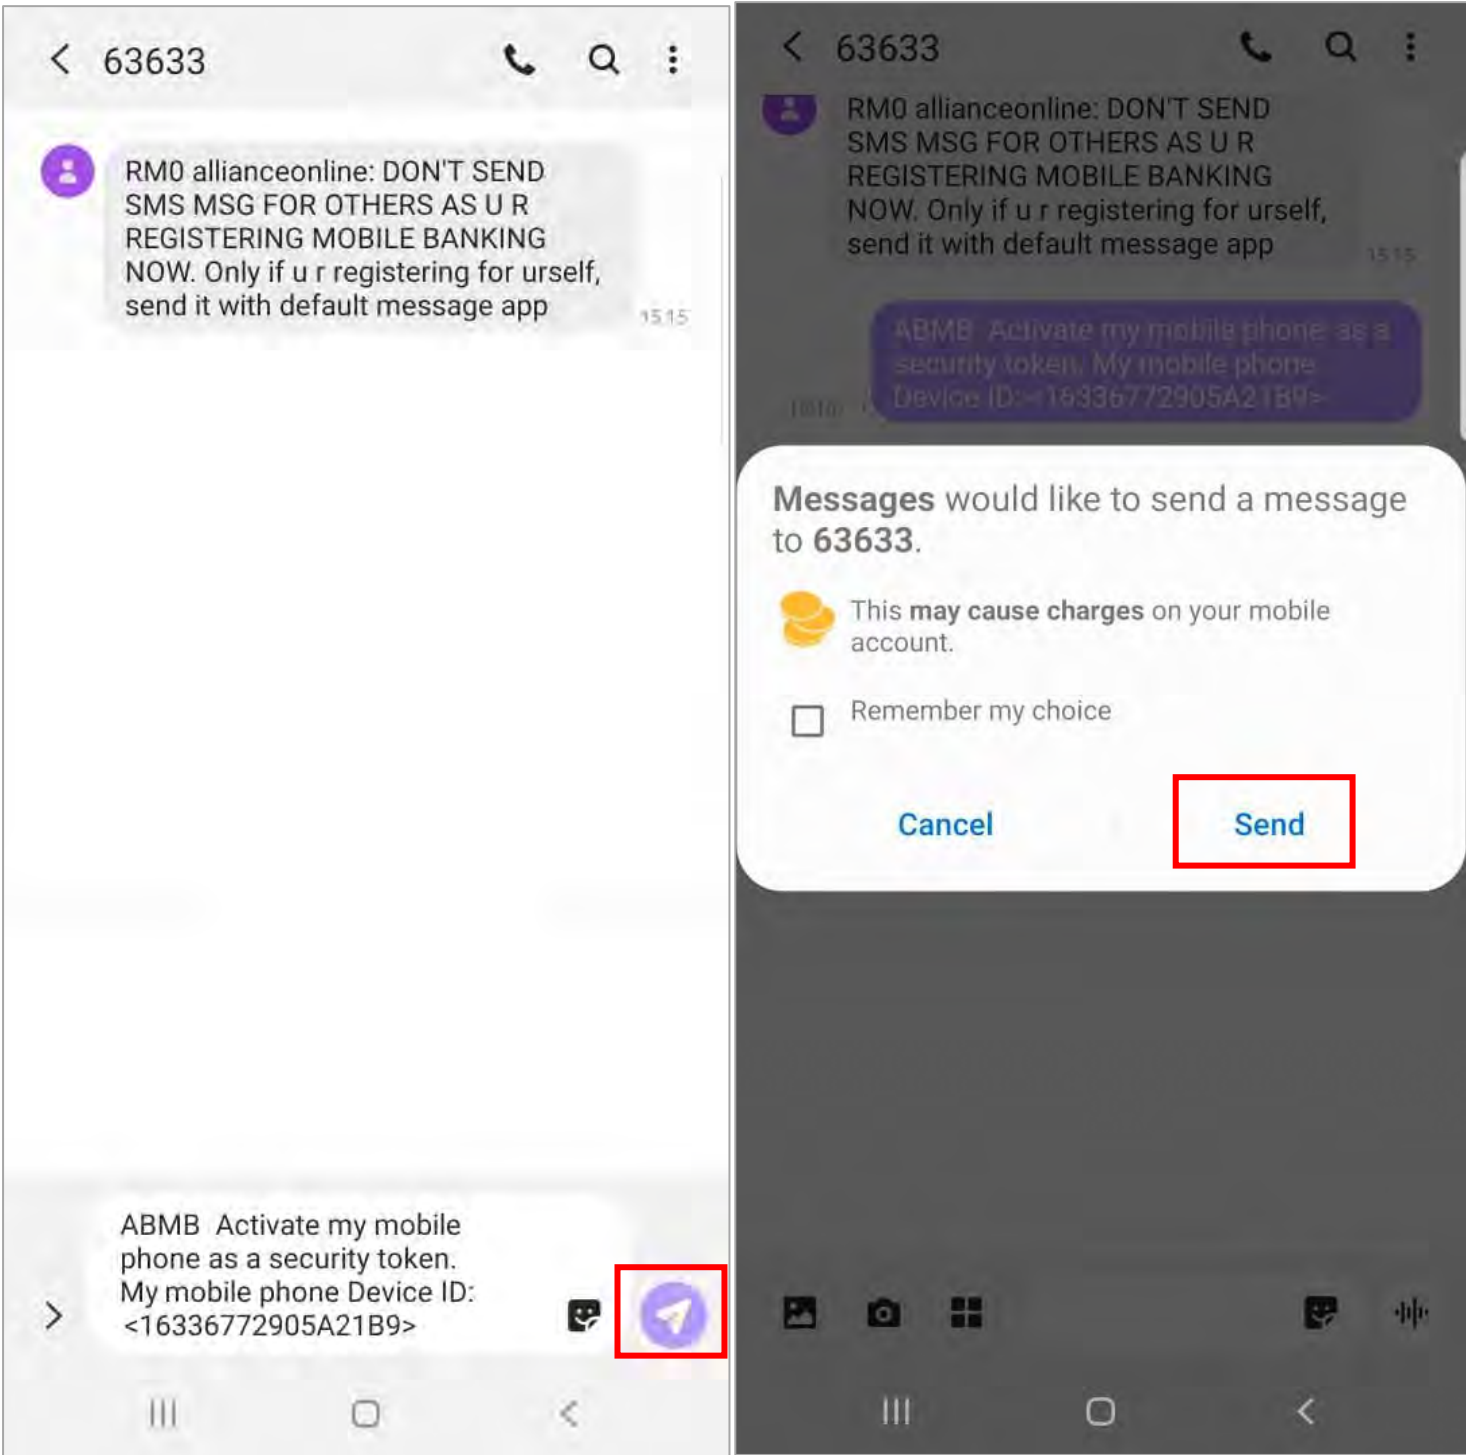 63633
RM0 allianceonline: DON'T SEND
SMS MSG FOR OTHERS AS U R
REGISTERING MOBILE BANKING
NOW. Only if u r registering for urself,
send it with default message app
15:15
ABMB  Activate my mobile
phone as a security token.
My mobile phone Device ID:
<16336772905A21B9>
63633
RM0 allianceonline: DON'T SEND
SMS MSG FOR OTHERS AS U R
REGISTERING MOBILE BANKING
NOW. Only if u r registering for urself,
send it with default message app
15:15
ABMB  Activate my mobile phone as a
security token. My mobile phone
Device ID:<16336772905A21B9>
Messages would like to send a message
to 63633.
This may cause charges on your mobile
account.
Remember my choice
Cancel
Send